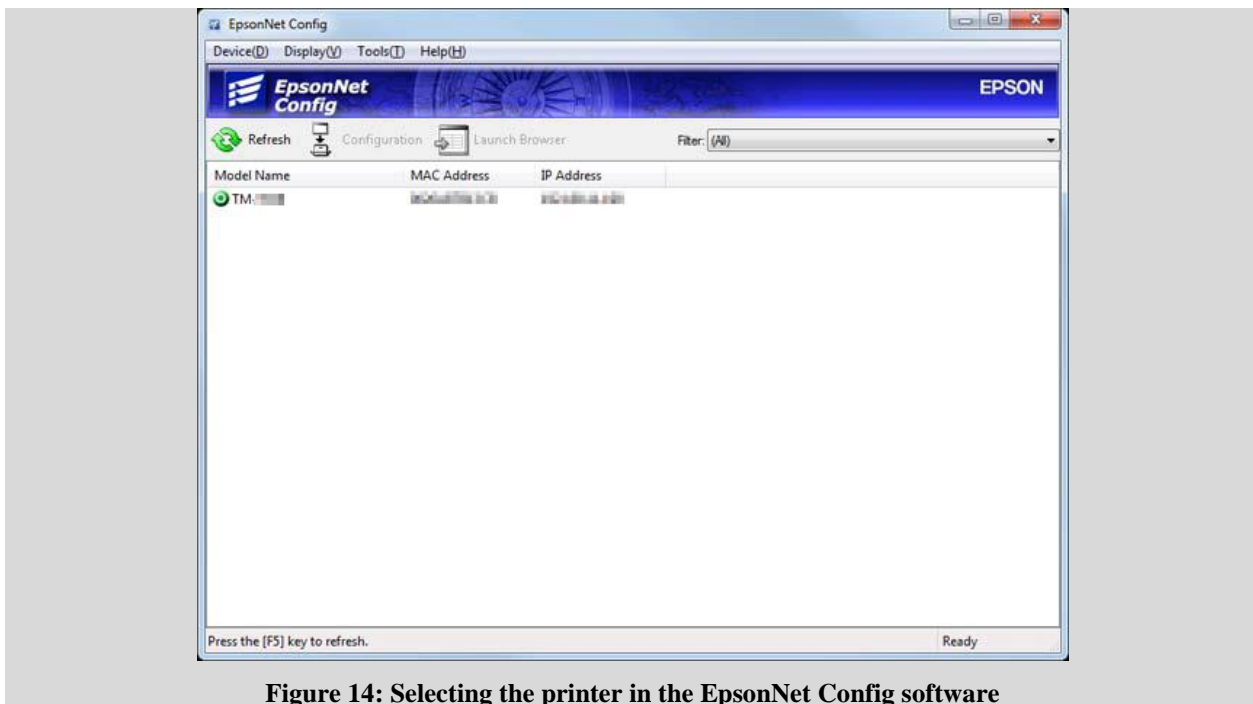 EpsonNet Config
Device(D) Display(V) Tools(T) Help(H)
EpsonNet
Config
EPSON
Refresh Configuration Launch Browser Filter: (All)
Model Name MAC Address IP Address
TM-
Press the [F5] key to refresh. Ready
Figure 14: Selecting the printer in the EpsonNet Config software